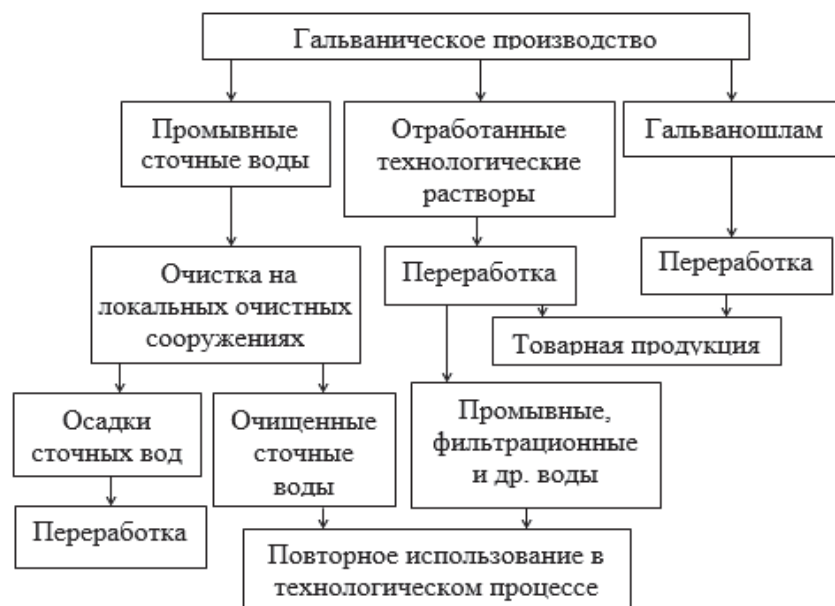 Гальваническое производство
Промывные
сточные воды
Отработанные
технологические
растворы
Гальваношлам
Очистка на
локальных очистных
сооружениях
Переработка
Переработка
Товарная продукция
Осадки
сточных вод
Очищенные
сточные
воды
Промывные,
фильтрационные
и др. воды
Переработка
Повторное использование в
технологическом процессе